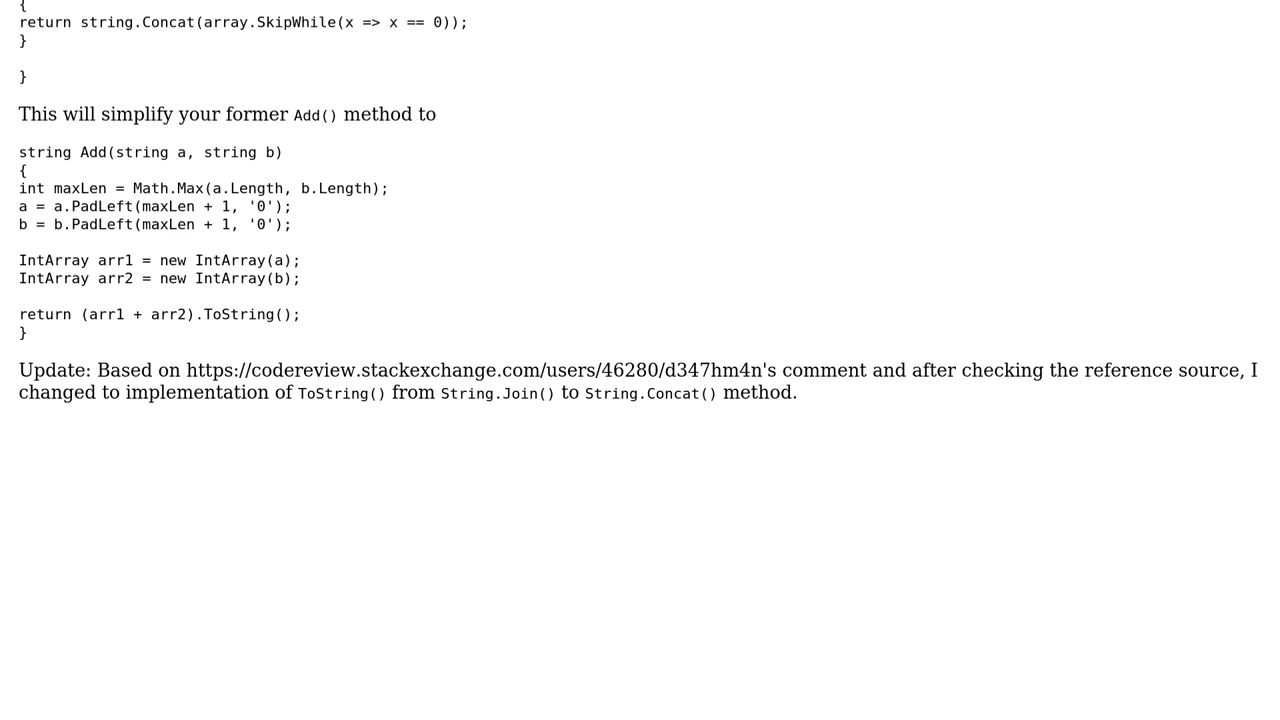 {
return string.Concat(array.SkipWhile(x => x == 0));
}
}
This will simplify your former Add() method to
string Add(string a, string b)
{
int maxLen = Math.Max(a.Length, b.Length);
a = a.PadLeft(maxLen + 1, '0');
b = b.PadLeft(maxLen + 1, '0');
IntArray arr1 = new IntArray(a);
IntArray arr2 = new IntArray(b);
return (arr1 + arr2).ToString();
}
Update: Based on https://codereview.stackexchange.com/users/46280/d347hm4n's comment and after checking the reference source, I
changed to implementation of ToString() from String.Join() to String.Concat() method.